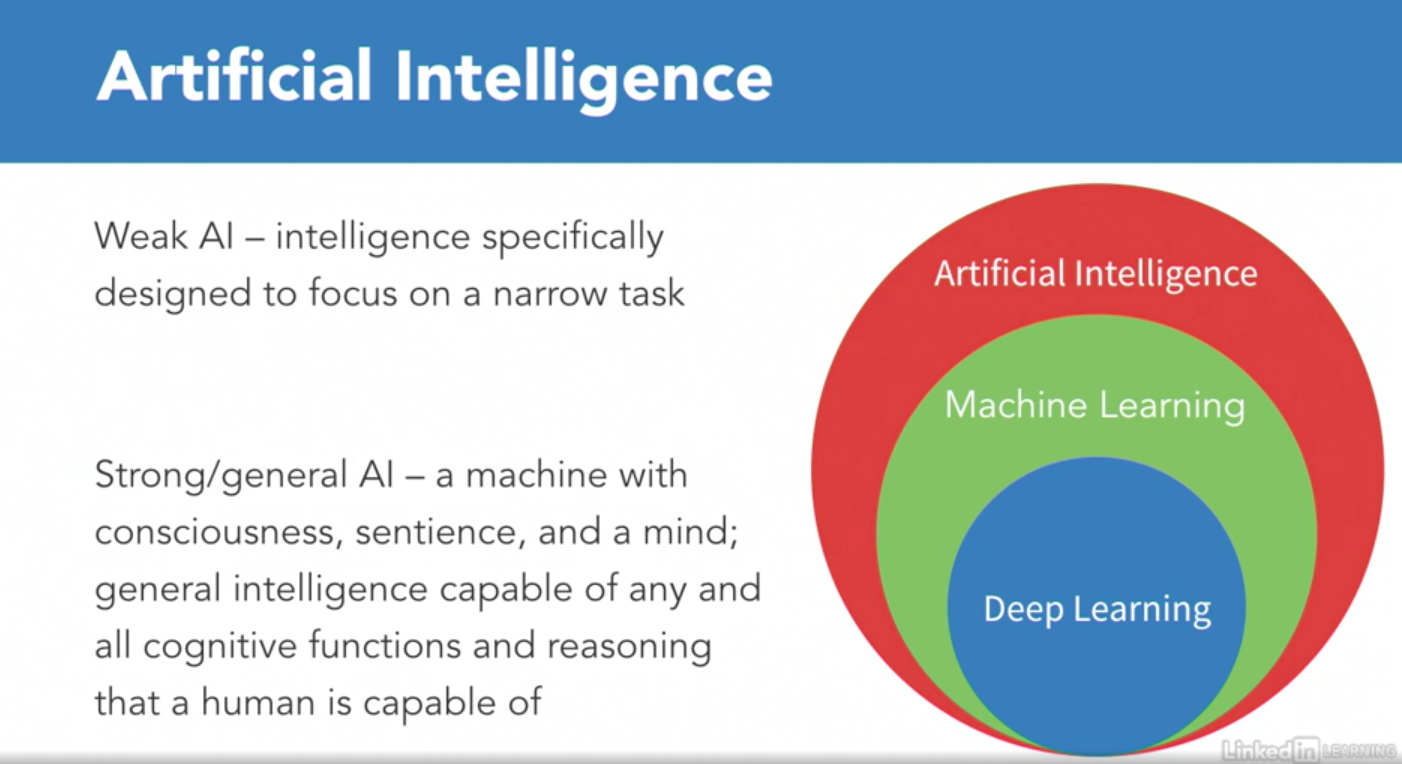 Artificial Intelligence
Weak AI – intelligence specifically
designed to focus on a narrow task
Strong/general AI – a machine with
consciousness, sentience, and a mind;
general intelligence capable of any and
all cognitive functions and reasoning
that a human is capable of
Artificial Intelligence
Machine Learning
Deep Learning
Linked in LEARNING